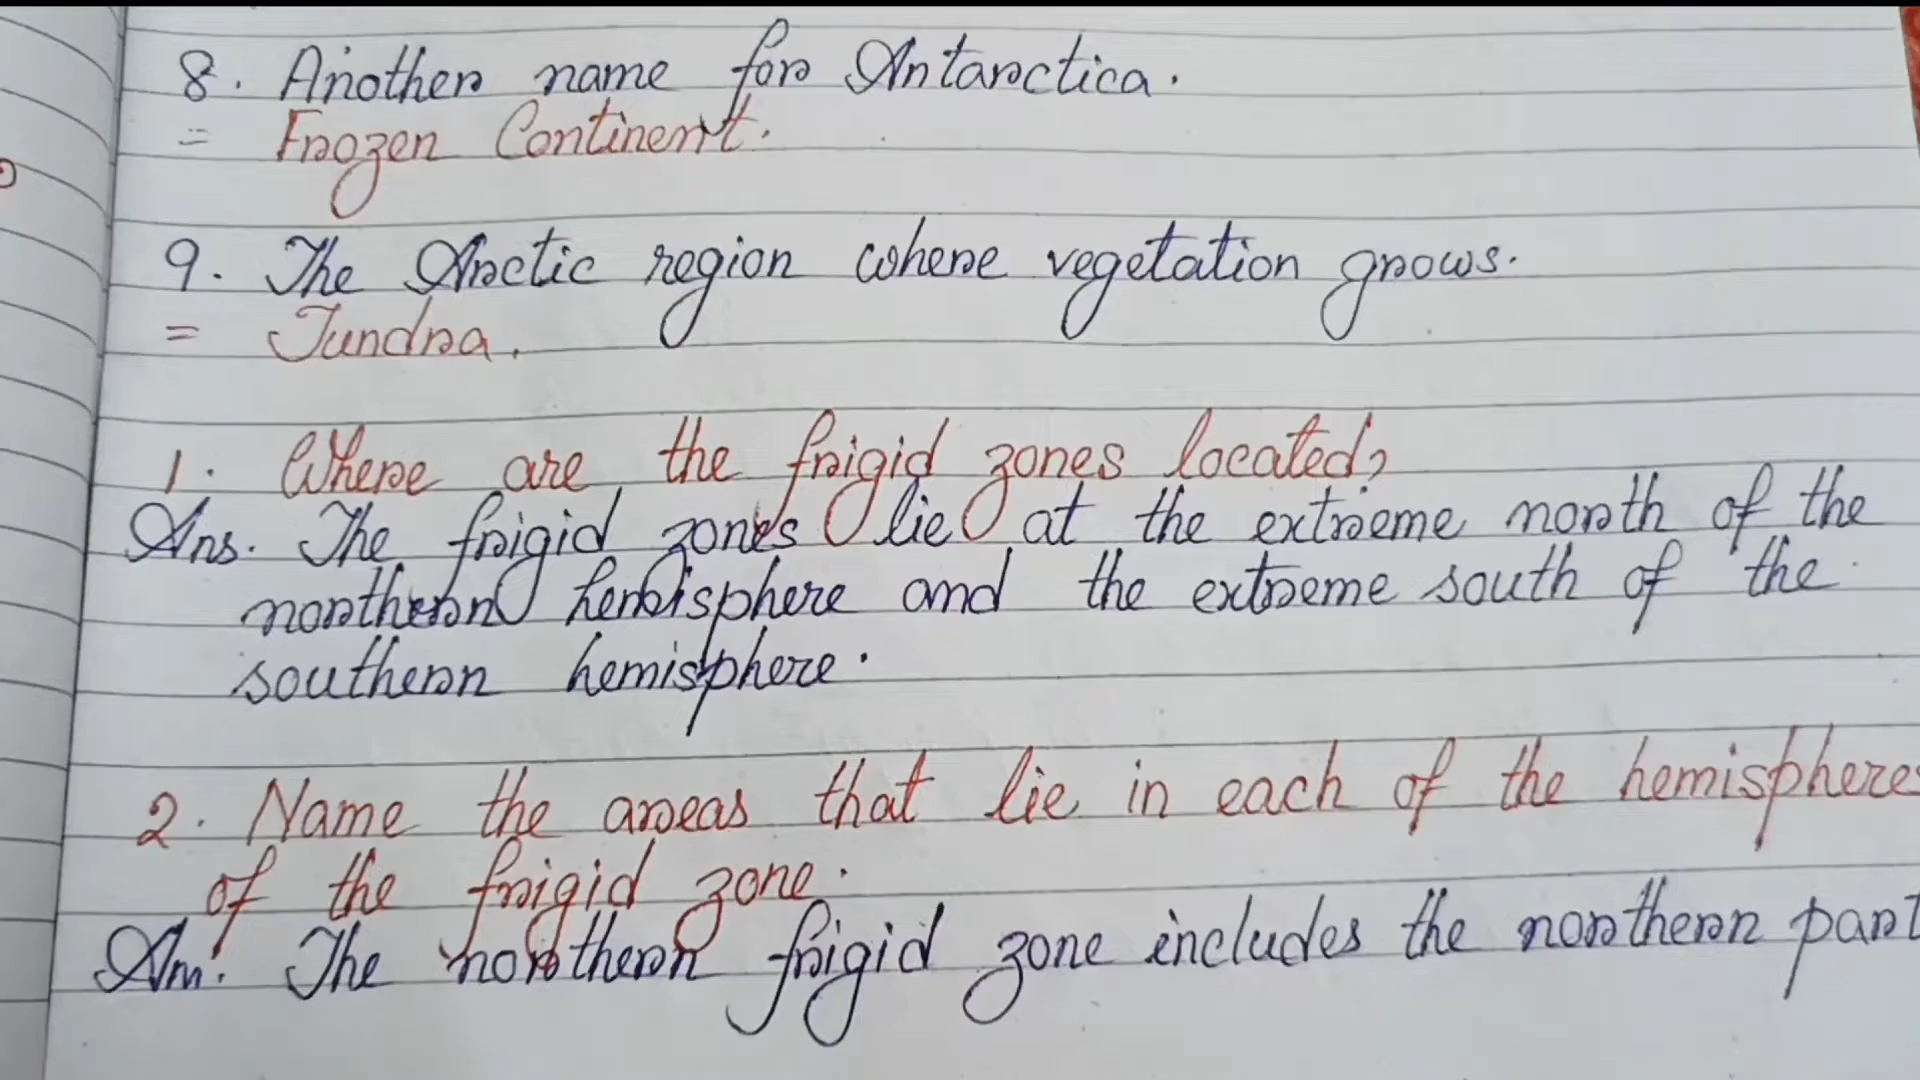 8. Another name for Antarctica.
= Frozen Continent.
9. The Arctic region where vegetation grows.
= Tundra.
1. Where are the frigid zones located?
Ans. The frigid zones lie at the extreme north of the
northern hemisphere and the extreme south of the
southern hemisphere.
2. Name the areas that lie in each of the hemispheres
of the frigid zone.
An. The northern frigid zone includes the northern part